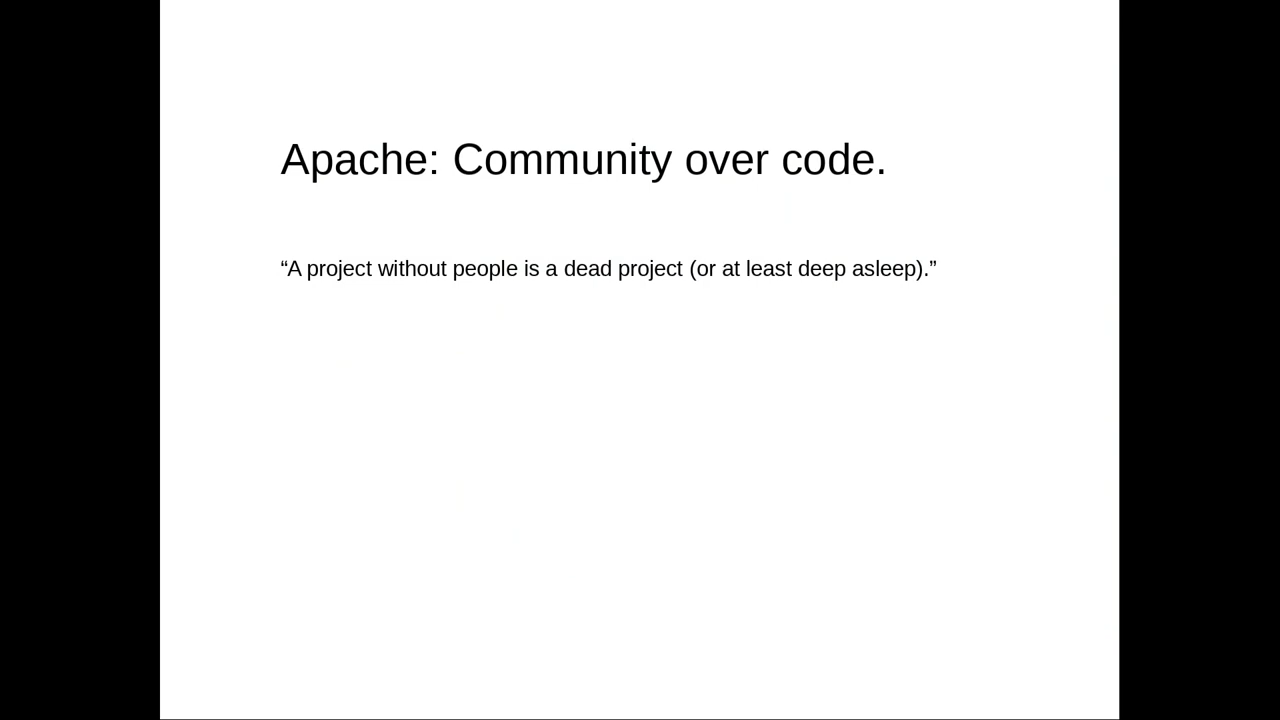 Apache: Community over code.
“A project without people is a dead project (or at least deep asleep).”